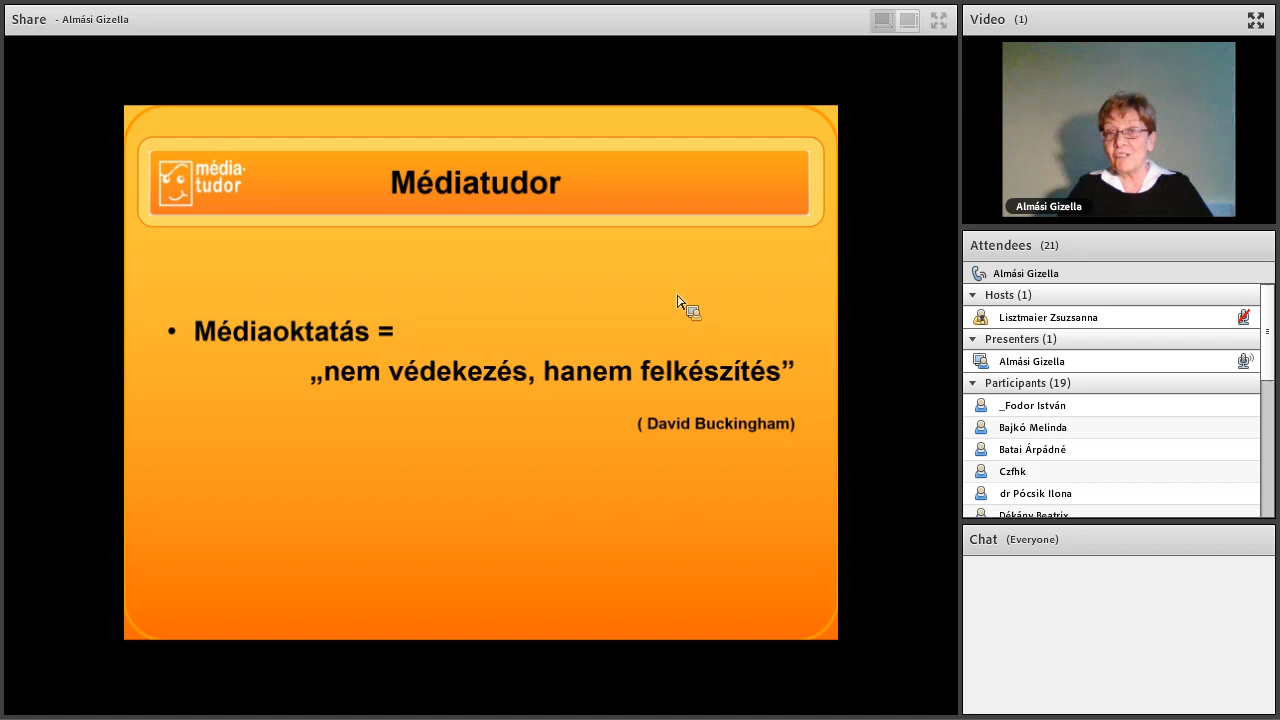 Share - Almási Gizella
média-
tudor
Médiatudor
• Médiaoktatás =
„nem védekezés, hanem felkészítés”
( David Buckingham)
Video (1)
Almási Gizella
Attendees (21)
Almási Gizella
Hosts (1)
Lisztmaier Zsuzsanna
Presenters (1)
Almási Gizella
Participants (19)
_Fodor István
Bajkó Melinda
Batai Árpádné
Czfhk
dr Pócsik Ilona
Dékány Beatrix
Chat (Everyone)